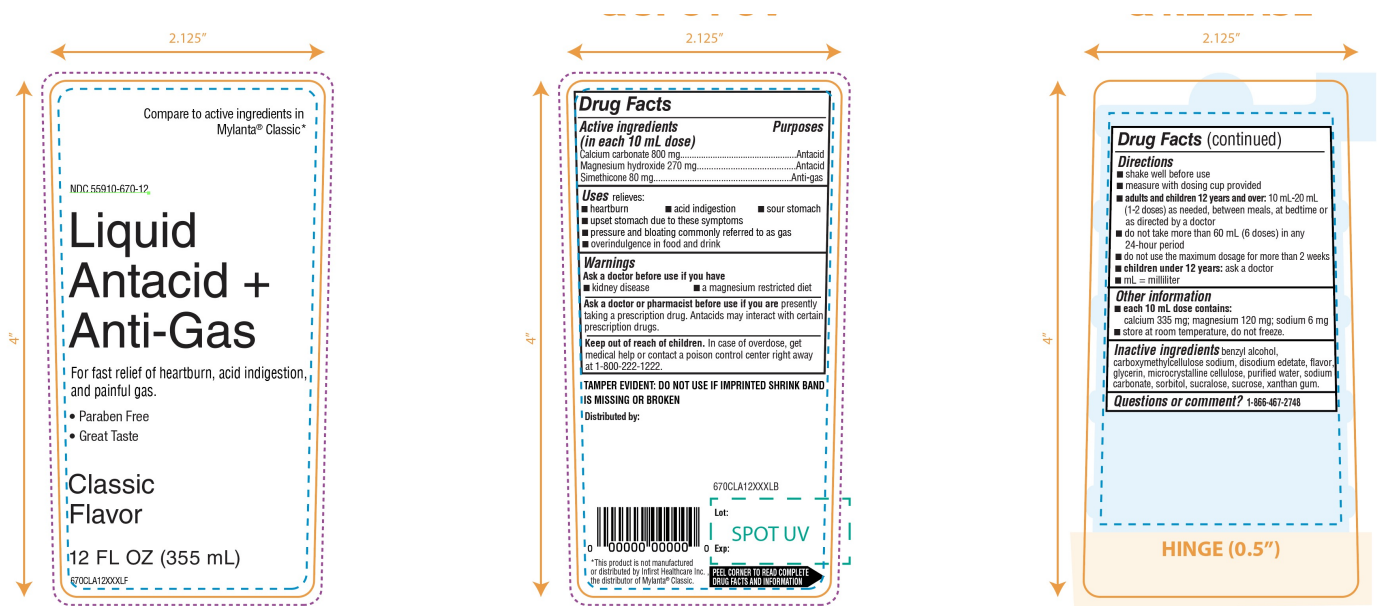 2.125"
4"
Compare to active ingredients in
Mylanta® Classic*
NDC 55910-670-12
Liquid
Antacid +
Anti-Gas
For fast relief of heartburn, acid indigestion,
and painful gas.
• Paraben Free
• Great Taste
Classic
Flavor
12 FL OZ (355 mL)
670CLA12XXXLF
2.125"
4"
Drug Facts
Active ingredients Purposes
(in each 10 mL dose)
Calcium carbonate 800 mg..........Antacid
Magnesium hydroxide 270 mg..........Antacid
Simethicone 80 mg..........Anti-gas
Uses relieves:
■ heartburn ■ acid indigestion ■ sour stomach
■ upset stomach due to these symptoms
■ pressure and bloating commonly referred to as gas
■ overindulgence in food and drink
Warnings
Ask a doctor before use if you have
■ kidney disease ■ a magnesium restricted diet
Ask a doctor or pharmacist before use if you are presently
taking a prescription drug. Antacids may interact with certain
prescription drugs.
Keep out of reach of children. In case of overdose, get
medical help or contact a poison control center right away
at 1-800-222-1222.
TAMPER EVIDENT: DO NOT USE IF IMPRINTED SHRINK BAND
IS MISSING OR BROKEN
Distributed by:
670CLA12XXXLB
Lot:
SPOT UV
Exp:
0 00000 00000 0
*This product is not manufactured
or distributed by Infirst Healthcare Inc.,
the distributor of Mylanta® Classic.
PEEL CORNER TO READ COMPLETE
DRUG FACTS AND INFORMATION
2.125"
4"
Drug Facts (continued)
Directions
■ shake well before use
■ measure with dosing cup provided
■ adults and children 12 years and over: 10 mL-20 mL
(1-2 doses) as needed, between meals, at bedtime or
as directed by a doctor
■ do not take more than 60 mL (6 doses) in any
24-hour period
■ do not use the maximum dosage for more than 2 weeks
■ children under 12 years: ask a doctor
■ mL = milliliter
Other information
■ each 10 mL dose contains:
calcium 335 mg; magnesium 120 mg; sodium 6 mg
■ store at room temperature, do not freeze.
Inactive ingredients benzyl alcohol,
carboxymethylcellulose sodium, disodium edetate, flavor,
glycerin, microcrystalline cellulose, purified water, sodium
carbonate, sorbitol, sucralose, sucrose, xanthan gum.
Questions or comment? 1-866-467-2748
HINGE (0.5")